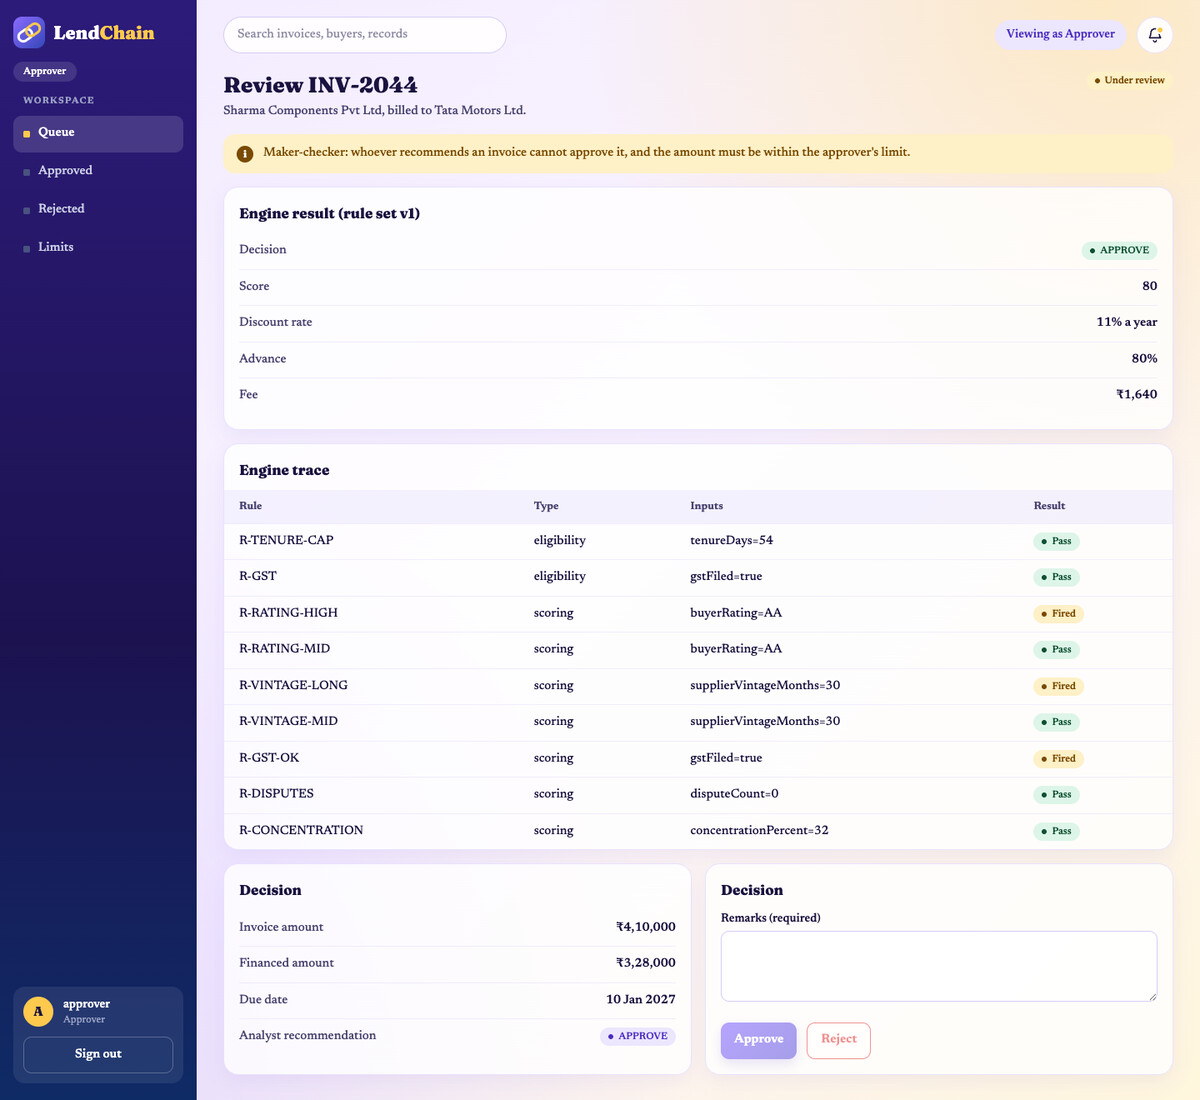 LendChain
Approver
WORKSPACE
Queue
Approved
Rejected
Limits
A
approver
Approver
Sign out
Search invoices, buyers, records
Viewing as Approver
Review INV-2044
Under review
Sharma Components Pvt Ltd, billed to Tata Motors Ltd.
Maker-checker: whoever recommends an invoice cannot approve it, and the amount must be within the approver's limit.
Engine result (rule set v1)
Decision APPROVE
Score 80
Discount rate 11% a year
Advance 80%
Fee ₹1,640
Engine trace
Rule Type Inputs Result
R-TENURE-CAP eligibility tenureDays=54 Pass
R-GST eligibility gstFiled=true Pass
R-RATING-HIGH scoring buyerRating=AA Fired
R-RATING-MID scoring buyerRating=AA Pass
R-VINTAGE-LONG scoring supplierVintageMonths=30 Fired
R-VINTAGE-MID scoring supplierVintageMonths=30 Pass
R-GST-OK scoring gstFiled=true Fired
R-DISPUTES scoring disputeCount=0 Pass
R-CONCENTRATION scoring concentrationPercent=32 Pass
Decision
Invoice amount ₹4,10,000
Financed amount ₹3,28,000
Due date 10 Jan 2027
Analyst recommendation APPROVE
Decision
Remarks (required)
Approve Reject